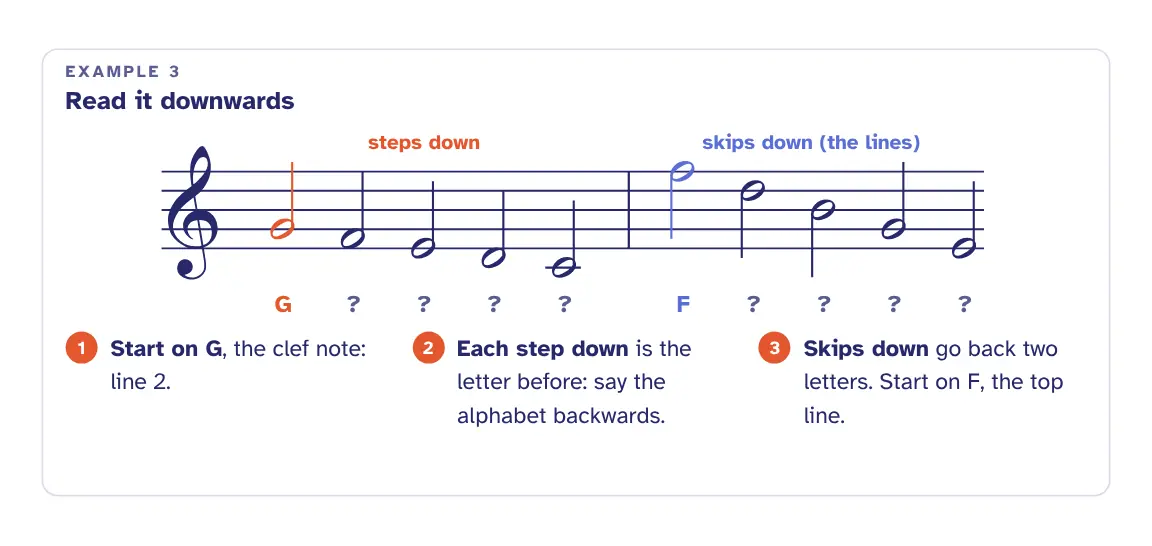 EXAMPLE 3
Read it downwards
steps down
skips down (the lines)
G ? ? ? ? F ? ? ? ?
1 Start on G, the clef note:
line 2.
2 Each step down is the
letter before: say the
alphabet backwards.
3 Skips down go back two
letters. Start on F, the top
line.